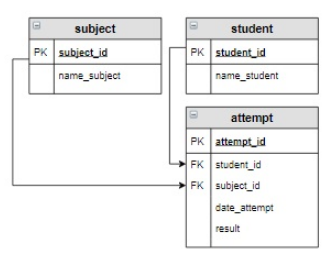 subject
PK subject_id
name_subject
student
PK student_id
name_student
attempt
PK attempt_id
FK student_id
FK subject_id
date_attempt
result